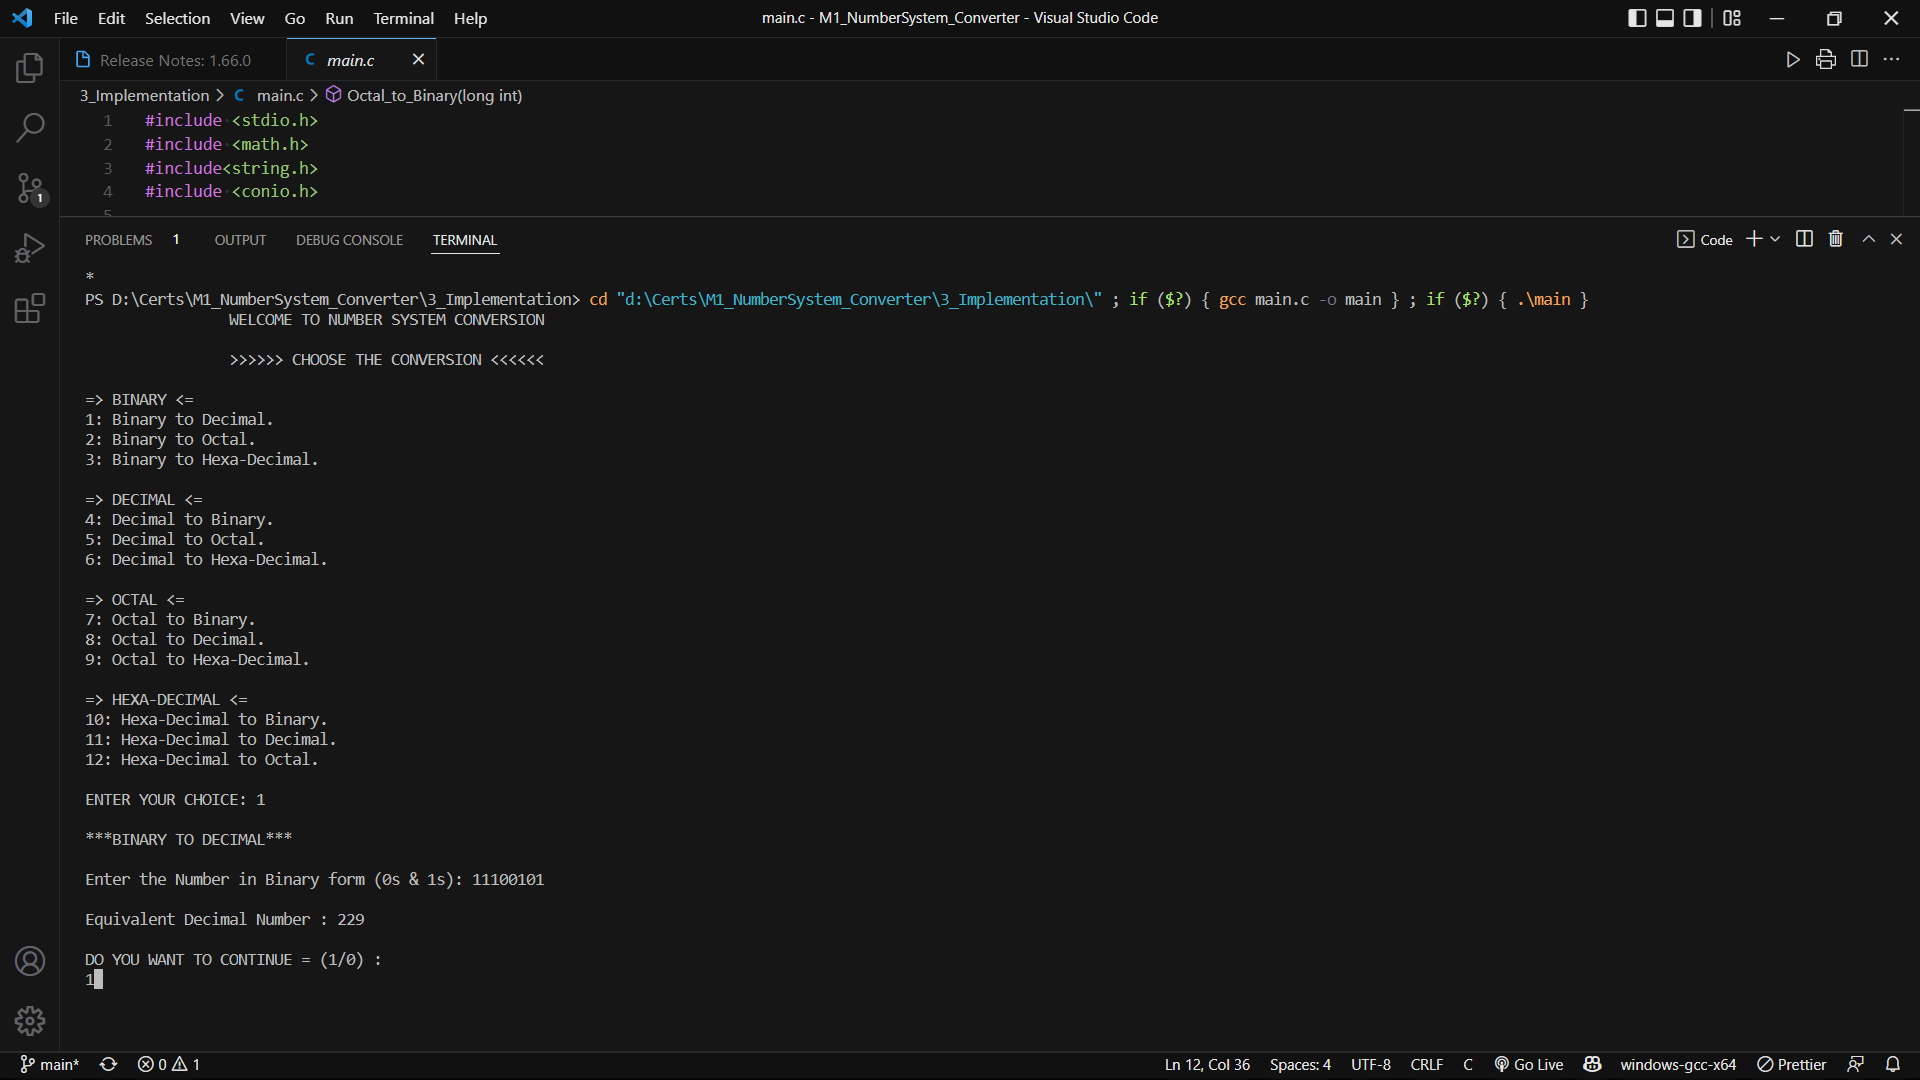 File Edit Selection View Go Run Terminal Help
main.c - M1_NumberSystem_Converter - Visual Studio Code
Release Notes: 1.66.0
C main.c
3_Implementation > C main.c > Octal_to_Binary(long int)
1 #include <stdio.h>
2 #include <math.h>
3 #include<string.h>
4 #include <conio.h>
5
1
PROBLEMS 1 OUTPUT DEBUG CONSOLE TERMINAL
Code
*
PS D:\Certs\M1_NumberSystem_Converter\3_Implementation> cd "d:\Certs\M1_NumberSystem_Converter\3_Implementation\" ; if ($?) { gcc main.c -o main } ; if ($?) { .\main }
WELCOME TO NUMBER SYSTEM CONVERSION
>>>>>> CHOOSE THE CONVERSION <<<<<<
=> BINARY <=
1: Binary to Decimal.
2: Binary to Octal.
3: Binary to Hexa-Decimal.
=> DECIMAL <=
4: Decimal to Binary.
5: Decimal to Octal.
6: Decimal to Hexa-Decimal.
=> OCTAL <=
7: Octal to Binary.
8: Octal to Decimal.
9: Octal to Hexa-Decimal.
=> HEXA-DECIMAL <=
10: Hexa-Decimal to Binary.
11: Hexa-Decimal to Decimal.
12: Hexa-Decimal to Octal.
ENTER YOUR CHOICE: 1
***BINARY TO DECIMAL***
Enter the Number in Binary form (0s & 1s): 11100101
Equivalent Decimal Number : 229
DO YOU WANT TO CONTINUE = (1/0) :
1
main* 0 1 Ln 12, Col 36 Spaces: 4 UTF-8 CRLF C Go Live windows-gcc-x64 Prettier